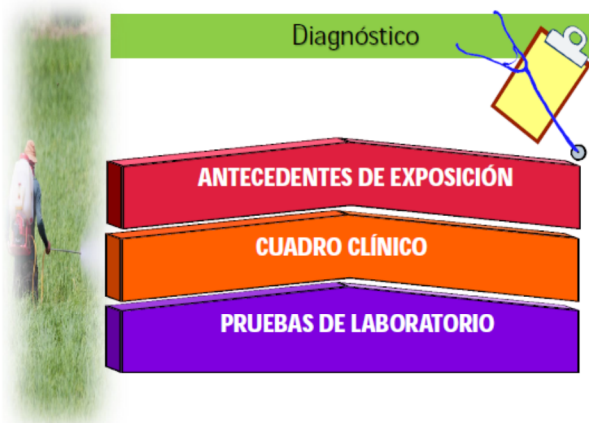 Diagnóstico
ANTECEDENTES DE EXPOSICIÓN
CUADRO CLÍNICO
PRUEBAS DE LABORATORIO